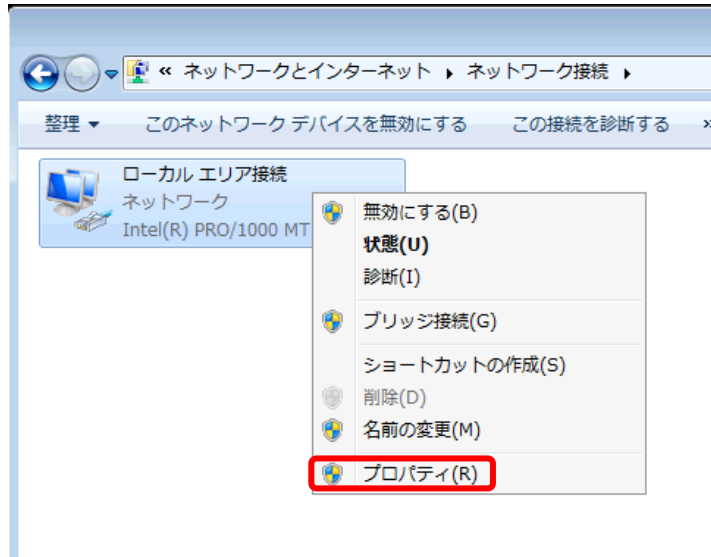 « ネットワークとインターネット ▸ ネットワーク接続 ▸
整理 ▼ このネットワーク デバイスを無効にする この接続を診断する »
ローカル エリア接続
ネットワーク
Intel(R) PRO/1000 MT
無効にする(B)
状態(U)
診断(I)
ブリッジ接続(G)
ショートカットの作成(S)
削除(D)
名前の変更(M)
プロパティ(R)